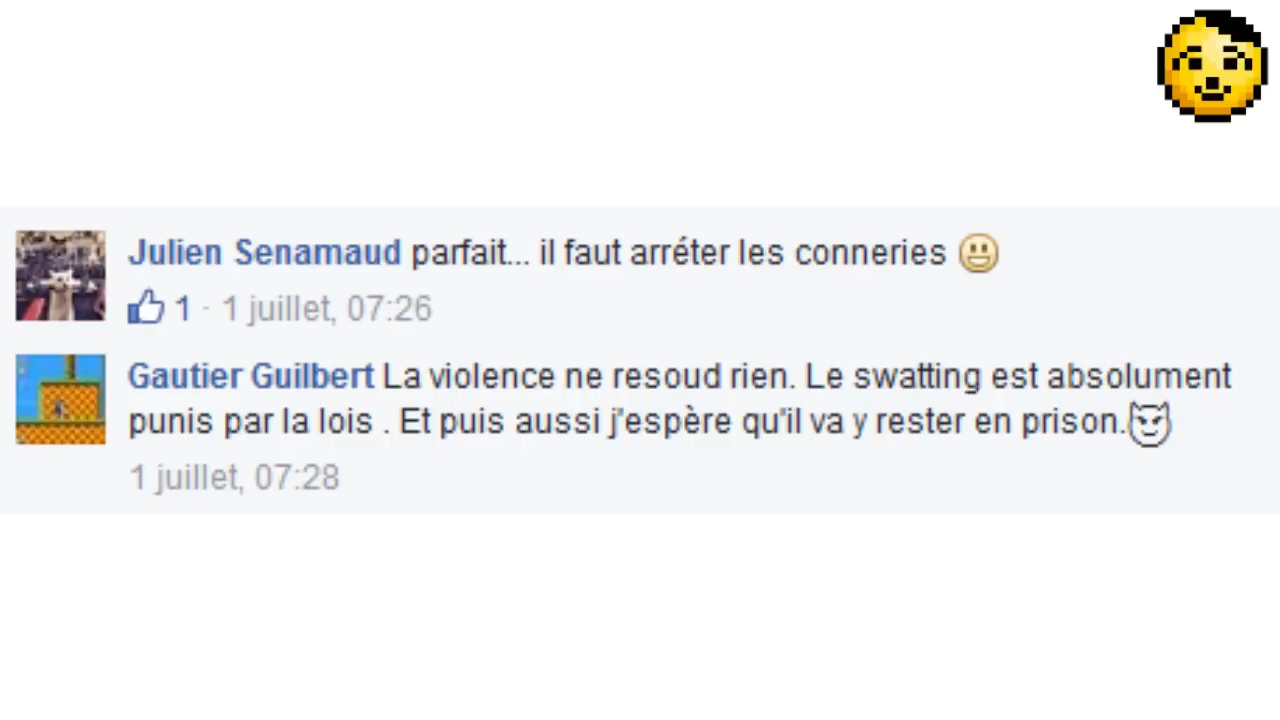 Julien Senamaud parfait... il faut arréter les conneries
1 · 1 juillet, 07:26
Gautier Guilbert La violence ne resoud rien. Le swatting est absolument
punis par la lois . Et puis aussi j'espère qu'il va y rester en prison.
1 juillet, 07:28